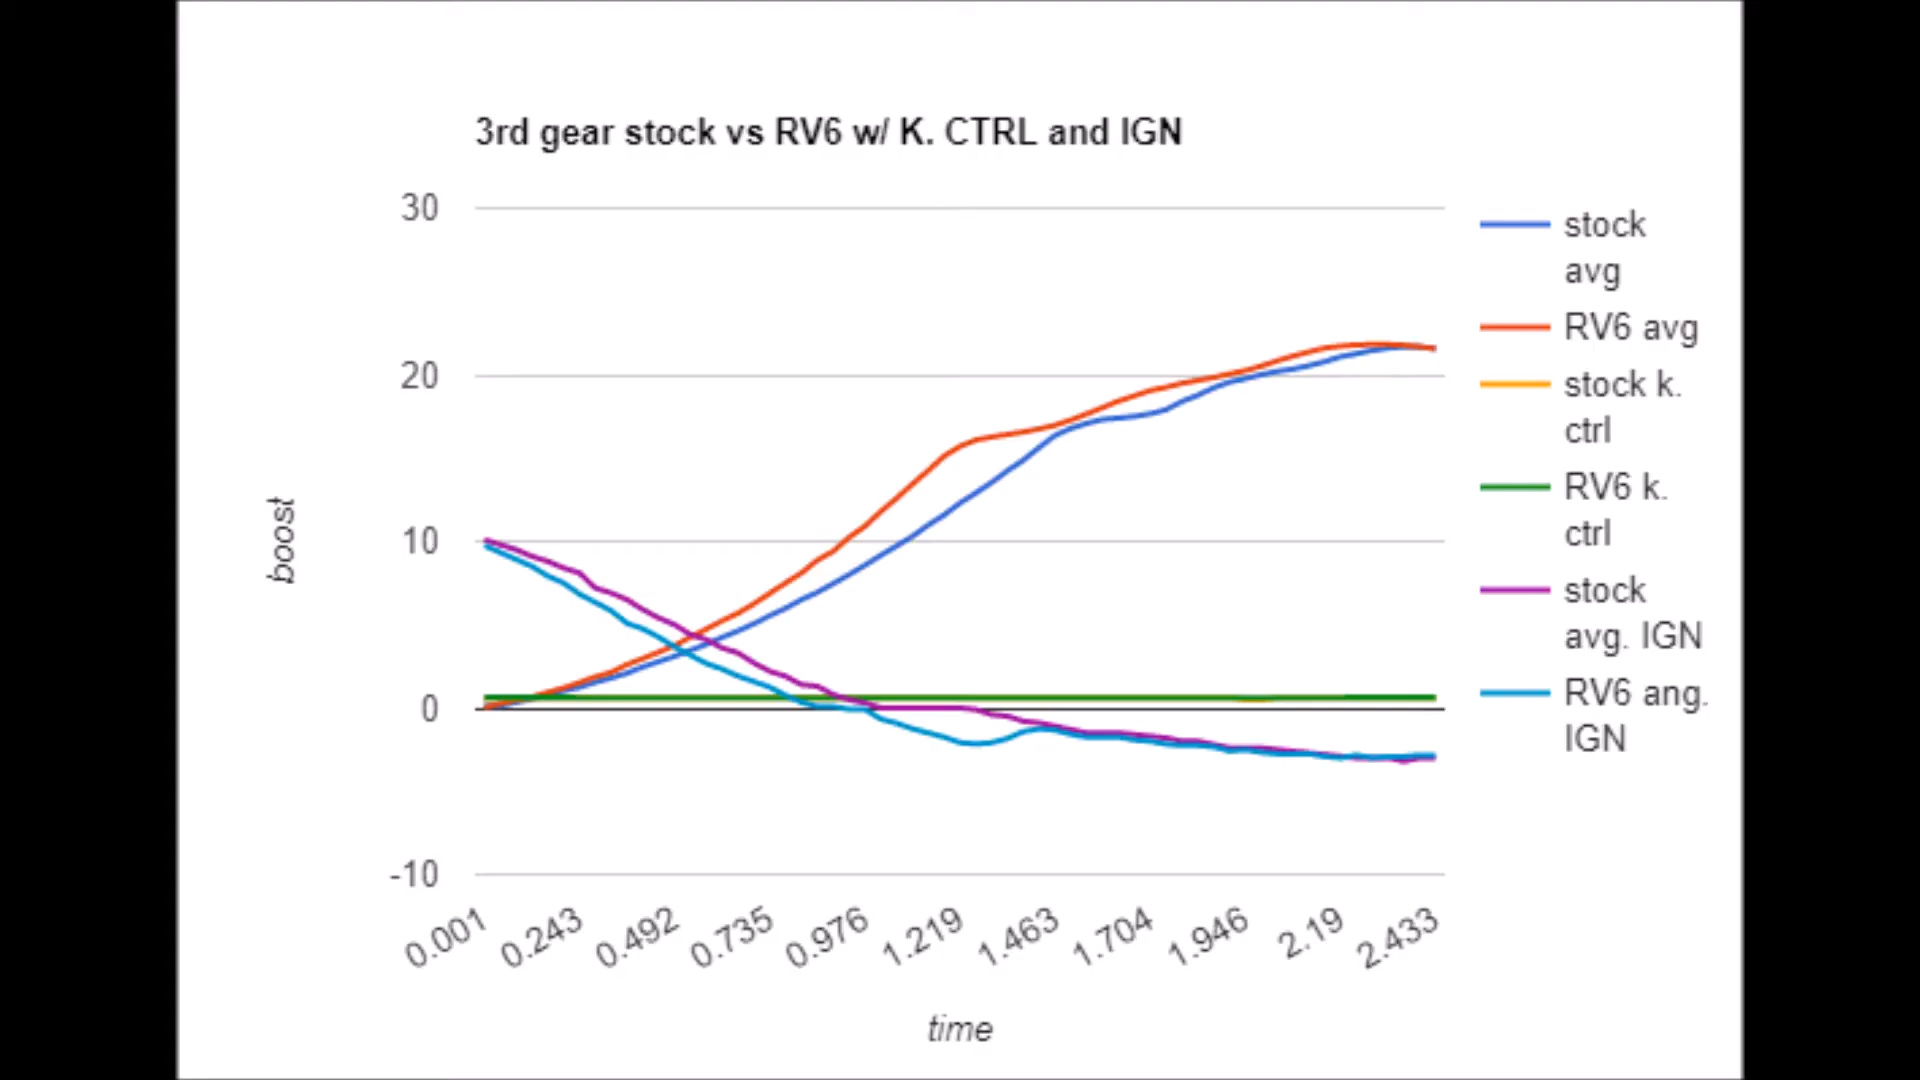 3rd gear stock vs RV6 w/ K. CTRL and IGN
30
20
10
0
-10
boost
0.001
0.243
0.492
0.735
0.976
1.219
1.463
1.704
1.946
2.19
2.433
time
stock
avg
RV6 avg
stock k.
ctrl
RV6 k.
ctrl
stock
avg. IGN
RV6 ang.
IGN